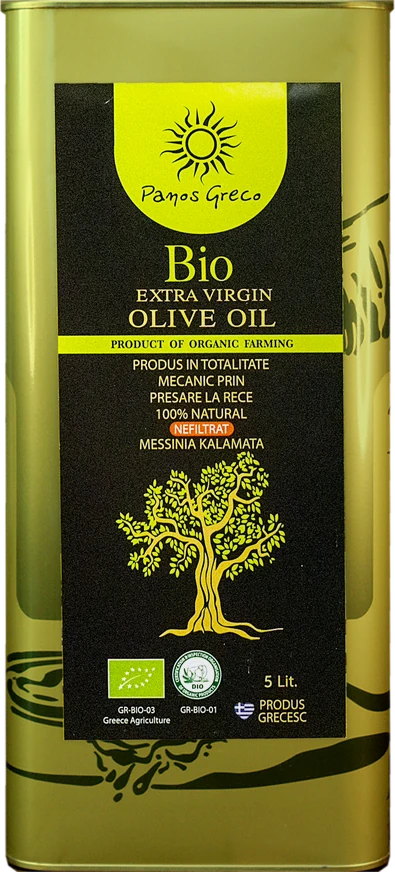 Panos Greco
Bio
EXTRA VIRGIN
OLIVE OIL
PRODUCT OF ORGANIC FARMING
PRODUS IN TOTALITATE
MECANIC PRIN
PRESARE LA RECE
100% NATURAL
NEFILTRAT
MESSINIA KALAMATA
DIO
5 Lit.
GR-BIO-03
Greece Agriculture
GR-BIO-01
PRODUS
GRECESC